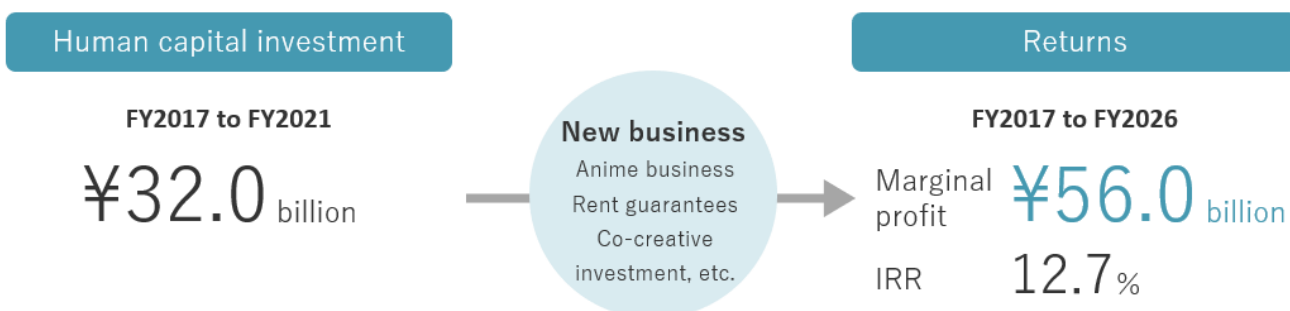 Human capital investment
FY2017 to FY2021
¥32.0 billion
New business
Anime business
Rent guarantees
Co-creative
investment, etc.
Returns
FY2017 to FY2026
Marginal
profit
¥56.0 billion
IRR
12.7%